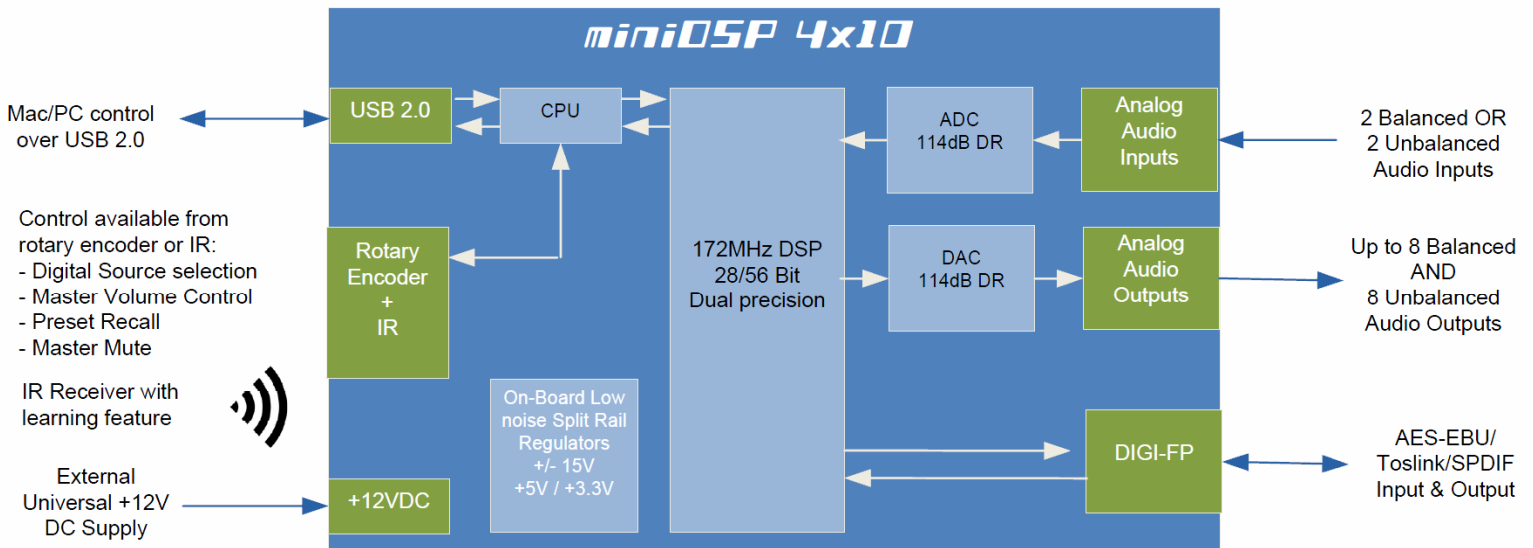 miniDSP 4x10
Mac/PC control
over USB 2.0
USB 2.0
CPU
ADC
114dB DR
Analog
Audio
Inputs
2 Balanced OR
2 Unbalanced
Audio Inputs
Control available from
rotary encoder or IR:
- Digital Source selection
- Master Volume Control
- Preset Recall
- Master Mute
Rotary
Encoder
+
IR
172MHz DSP
28/56 Bit
Dual precision
DAC
114dB DR
Analog
Audio
Outputs
Up to 8 Balanced
AND
8 Unbalanced
Audio Outputs
IR Receiver with
learning feature
On-Board Low
noise Split Rail
Regulators
+/- 15V
+5V / +3.3V
DIGI-FP
AES-EBU/
Toslink/SPDIF
Input & Output
External
Universal +12V
DC Supply
+12VDC